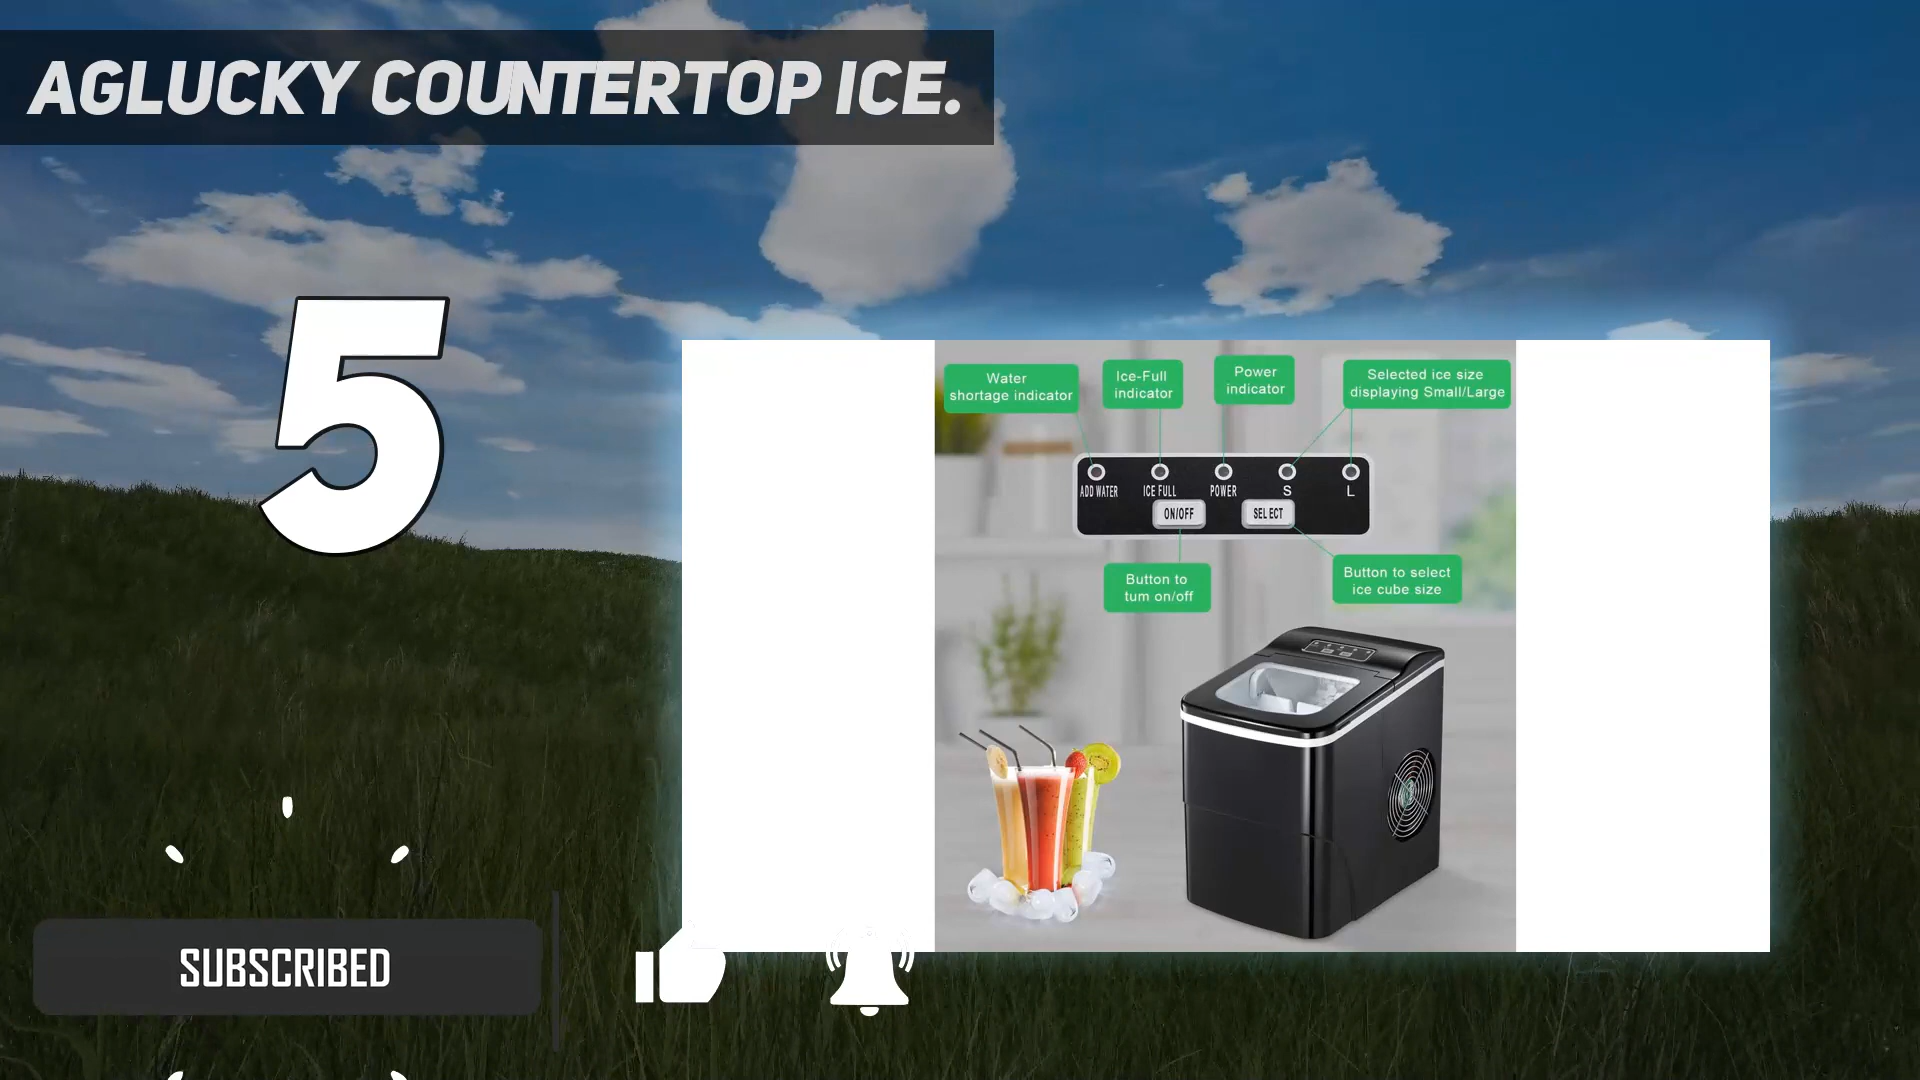 AGLUCKY COUNTERTOP ICE.
5
Water
shortage indicator
Ice-Full
indicator
Power
indicator
Selected ice size
displaying Small/Large
ADD WATER
ICE FULL
POWER
S
L
ON/OFF
SELECT
Button to
tum on/off
Button to select
ice cube size
SUBSCRIBED